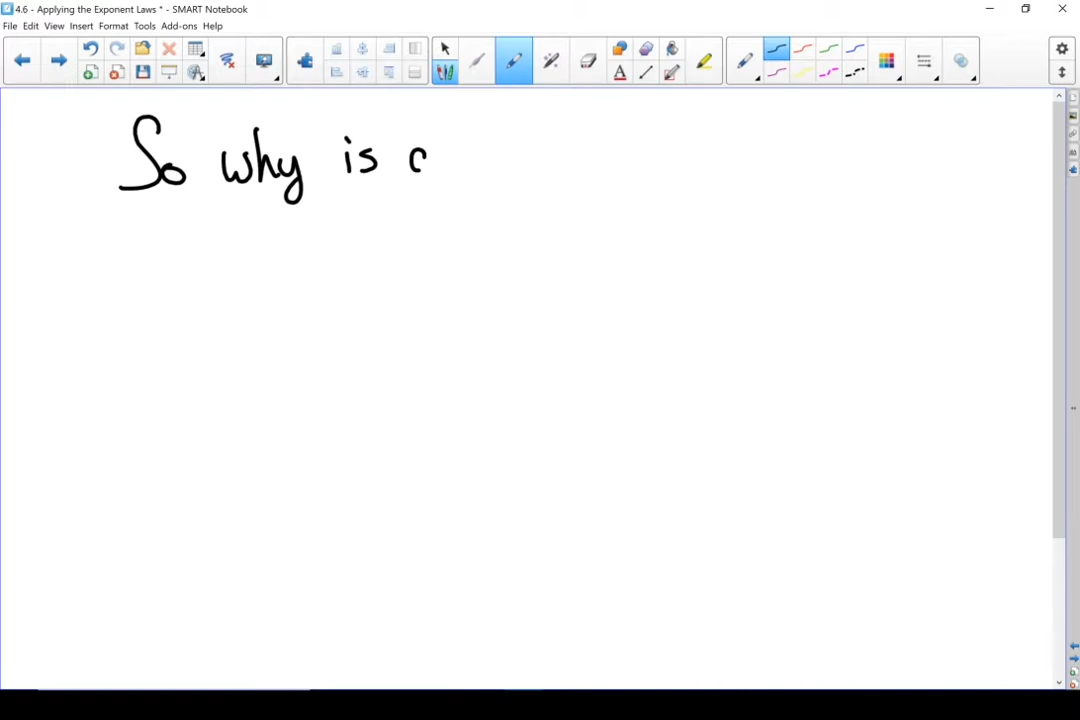 4.6 - Applying the Exponent Laws * - SMART Notebook
File Edit View Insert Format Tools Add-ons Help
So why is